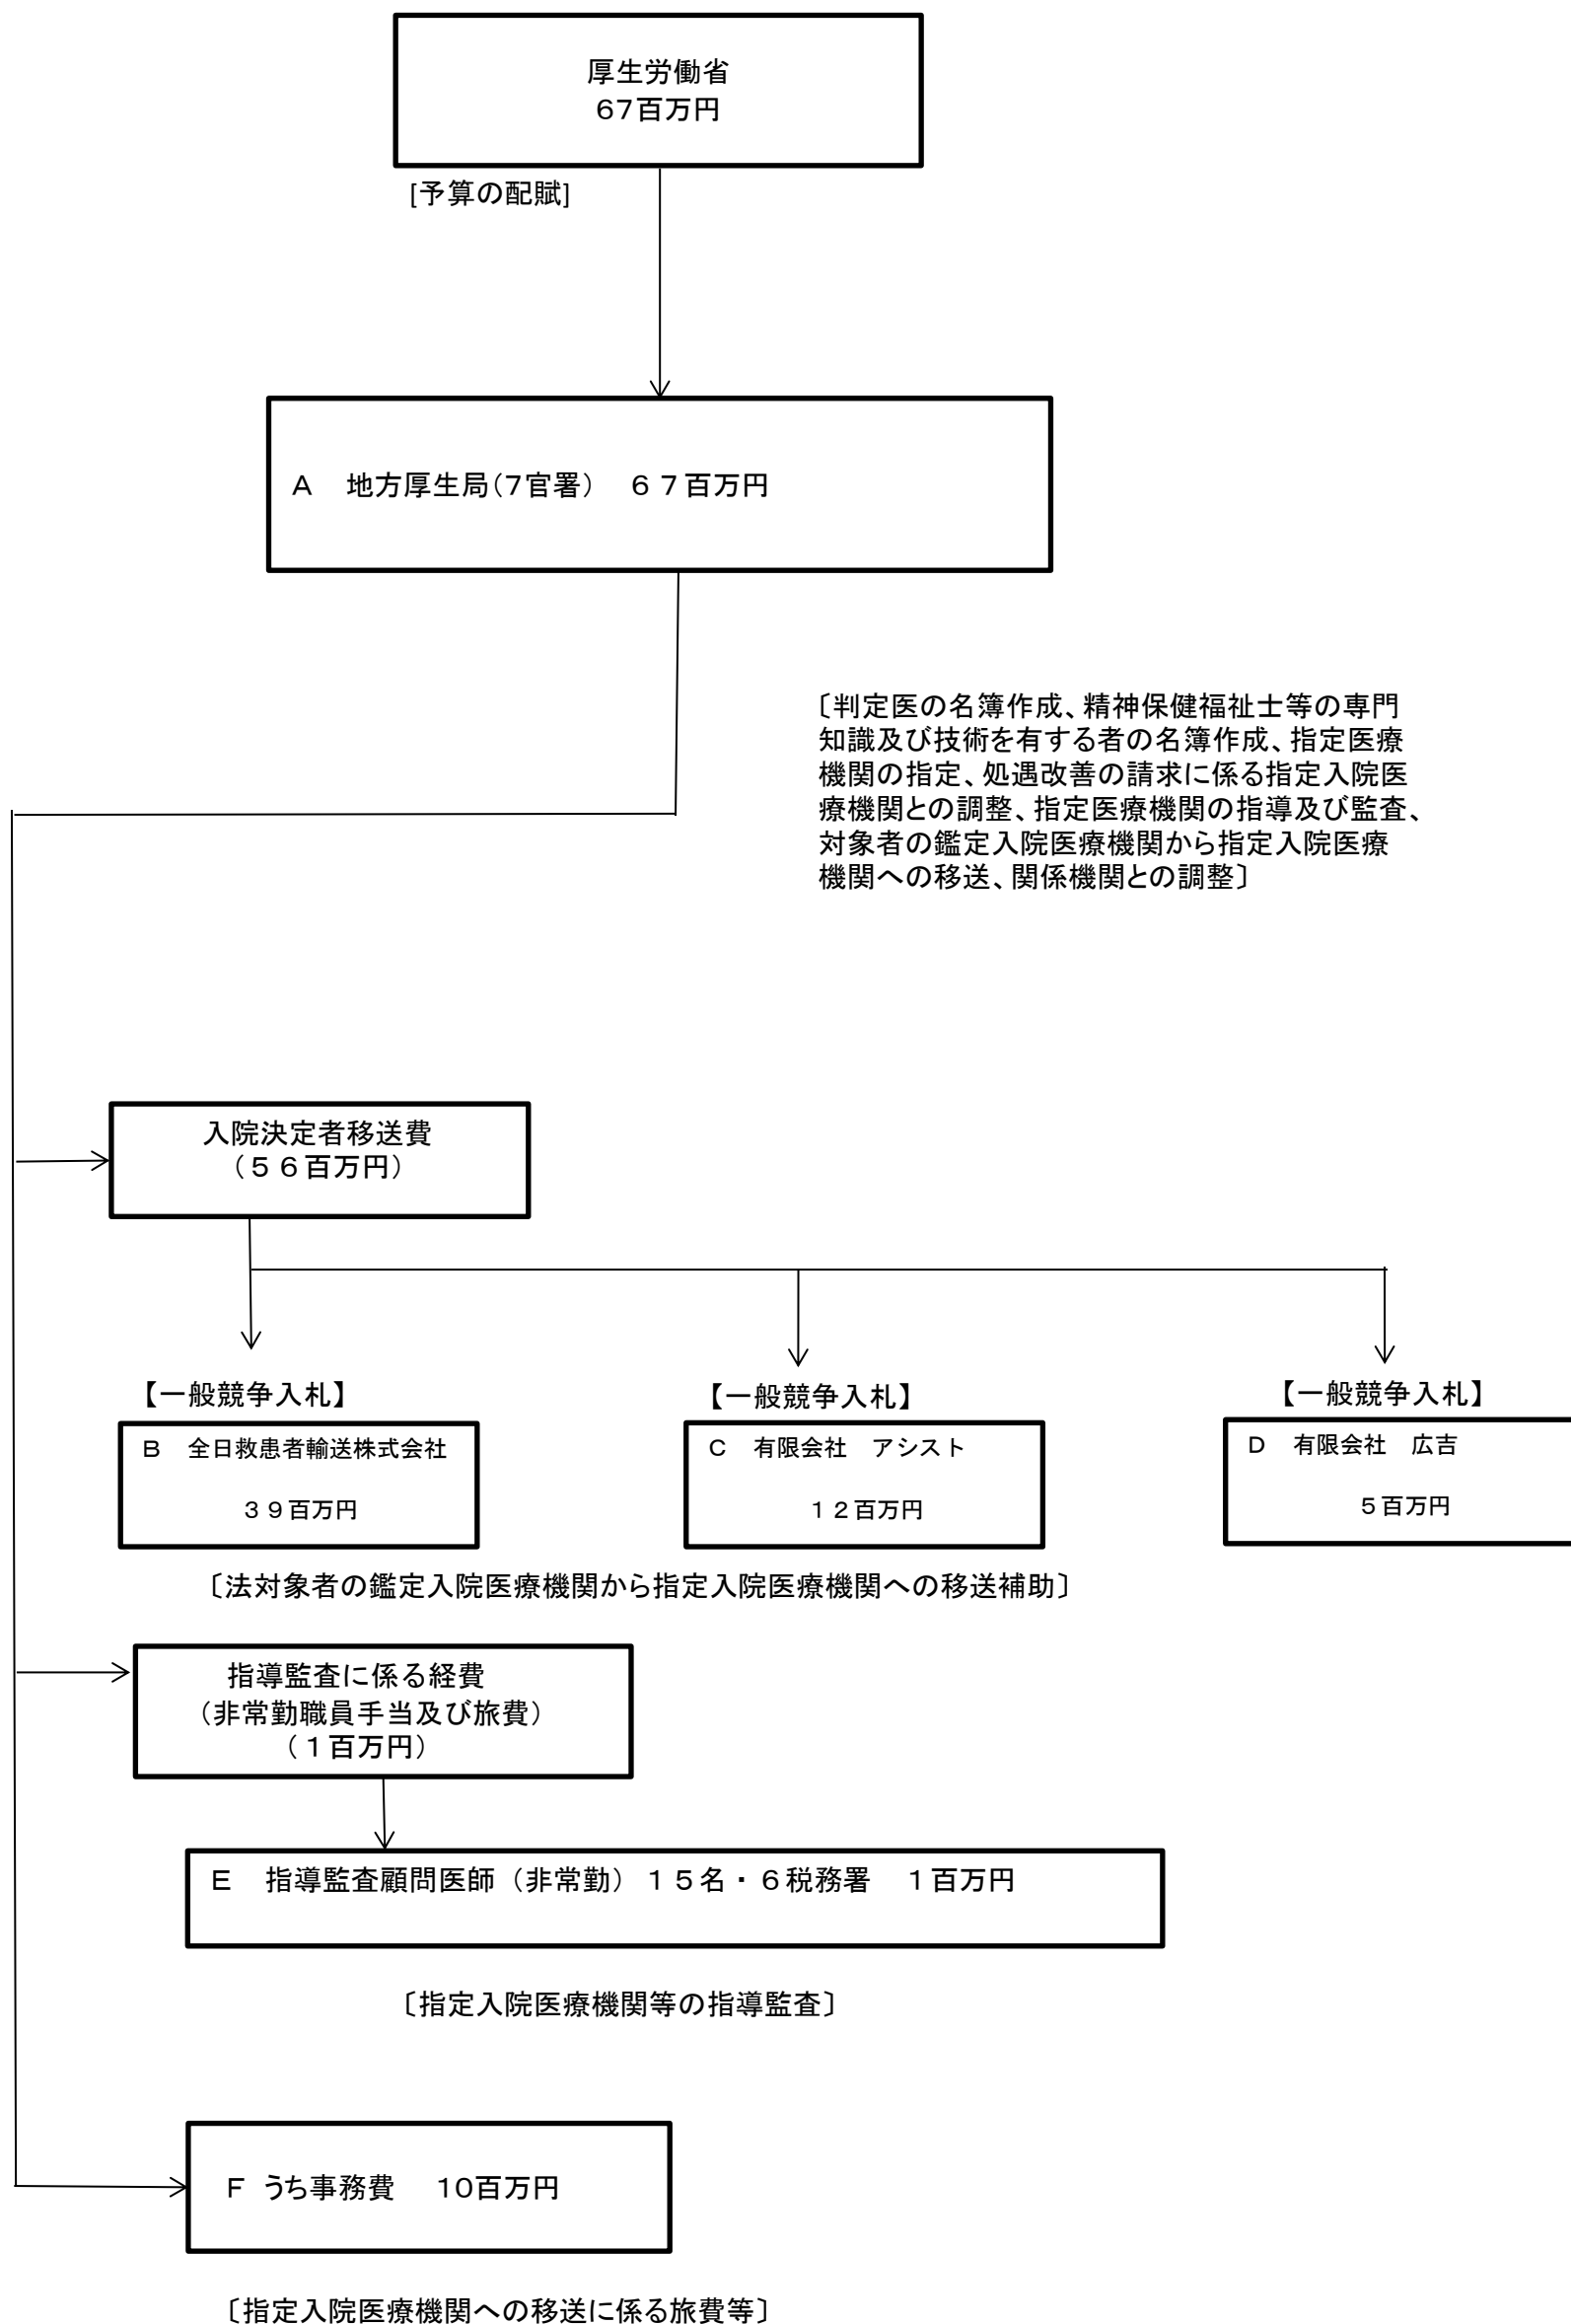 厚生労働省
67百万円
[予算の配賦]
A　地方厚生局(7官署)　６７百万円
〔判定医の名簿作成、精神保健福祉士等の専門
知識及び技術を有する者の名簿作成、指定医療
機関の指定、処遇改善の請求に係る指定入院医
療機関との調整、指定医療機関の指導及び監査、
対象者の鑑定入院医療機関から指定入院医療
機関への移送、関係機関との調整〕
入院決定者移送費
（５６百万円）
【一般競争入札】
B　全日救患者輸送株式会社
３９百万円
【一般競争入札】
C　有限会社　アシスト
１２百万円
【一般競争入札】
D　有限会社　広吉
５百万円
〔法対象者の鑑定入院医療機関から指定入院医療機関への移送補助〕
指導監査に係る経費
（非常勤職員手当及び旅費）
（１百万円）
E　指導監査顧問医師（非常勤）１５名・６税務署　１百万円
〔指定入院医療機関等の指導監査〕
F　うち事務費　10百万円
〔指定入院医療機関への移送に係る旅費等〕